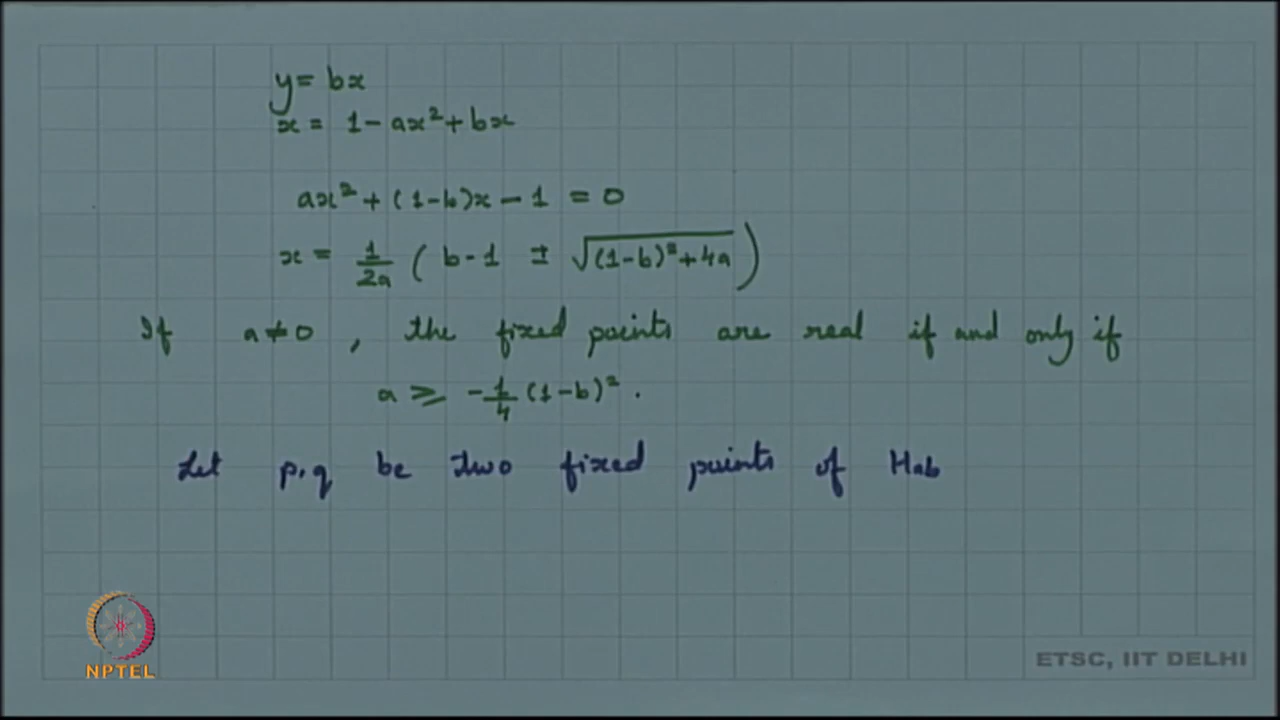 y = bx
x = 1 - ax² + bx
ax² + (1-b)x - 1 = 0
x = 1/2a ( b-1 ± √(1-b)² + 4a )
If a ≠ 0 , the fixed points are real if and only if
a ≥ -1/4 (1-b)² .
Let p, q be two fixed points of Hab
NPTEL
ETSC, IIT DELHI